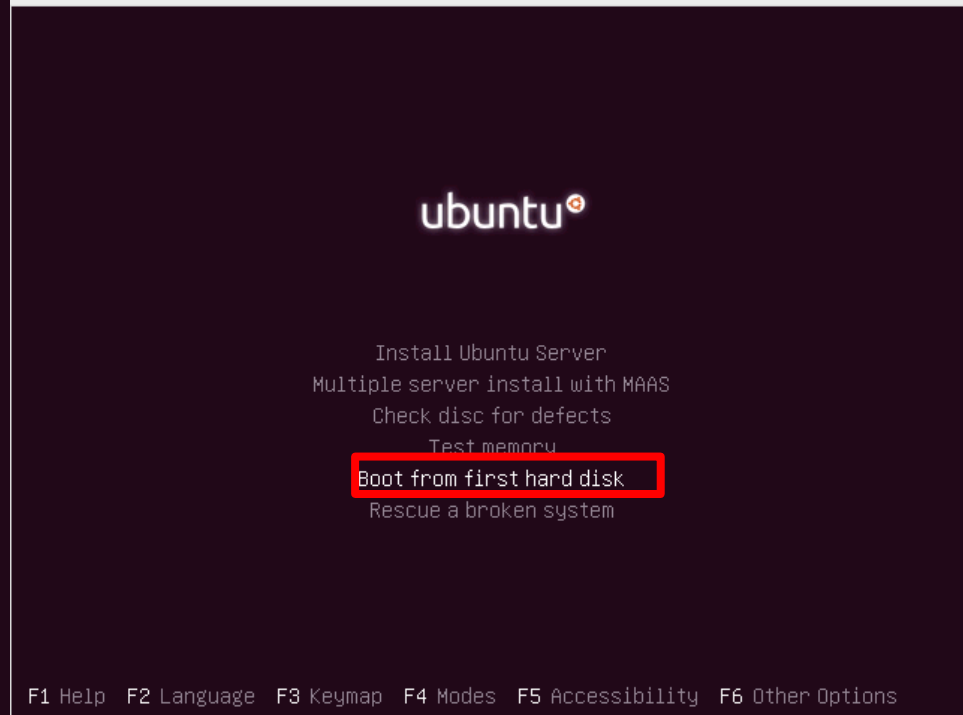 ubuntu
Install Ubuntu Server
Multiple server install with MAAS
Check disc for defects
Test memory
Boot from first hard disk
Rescue a broken system
F1 Help F2 Language F3 Keymap F4 Modes F5 Accessibility F6 Other Options